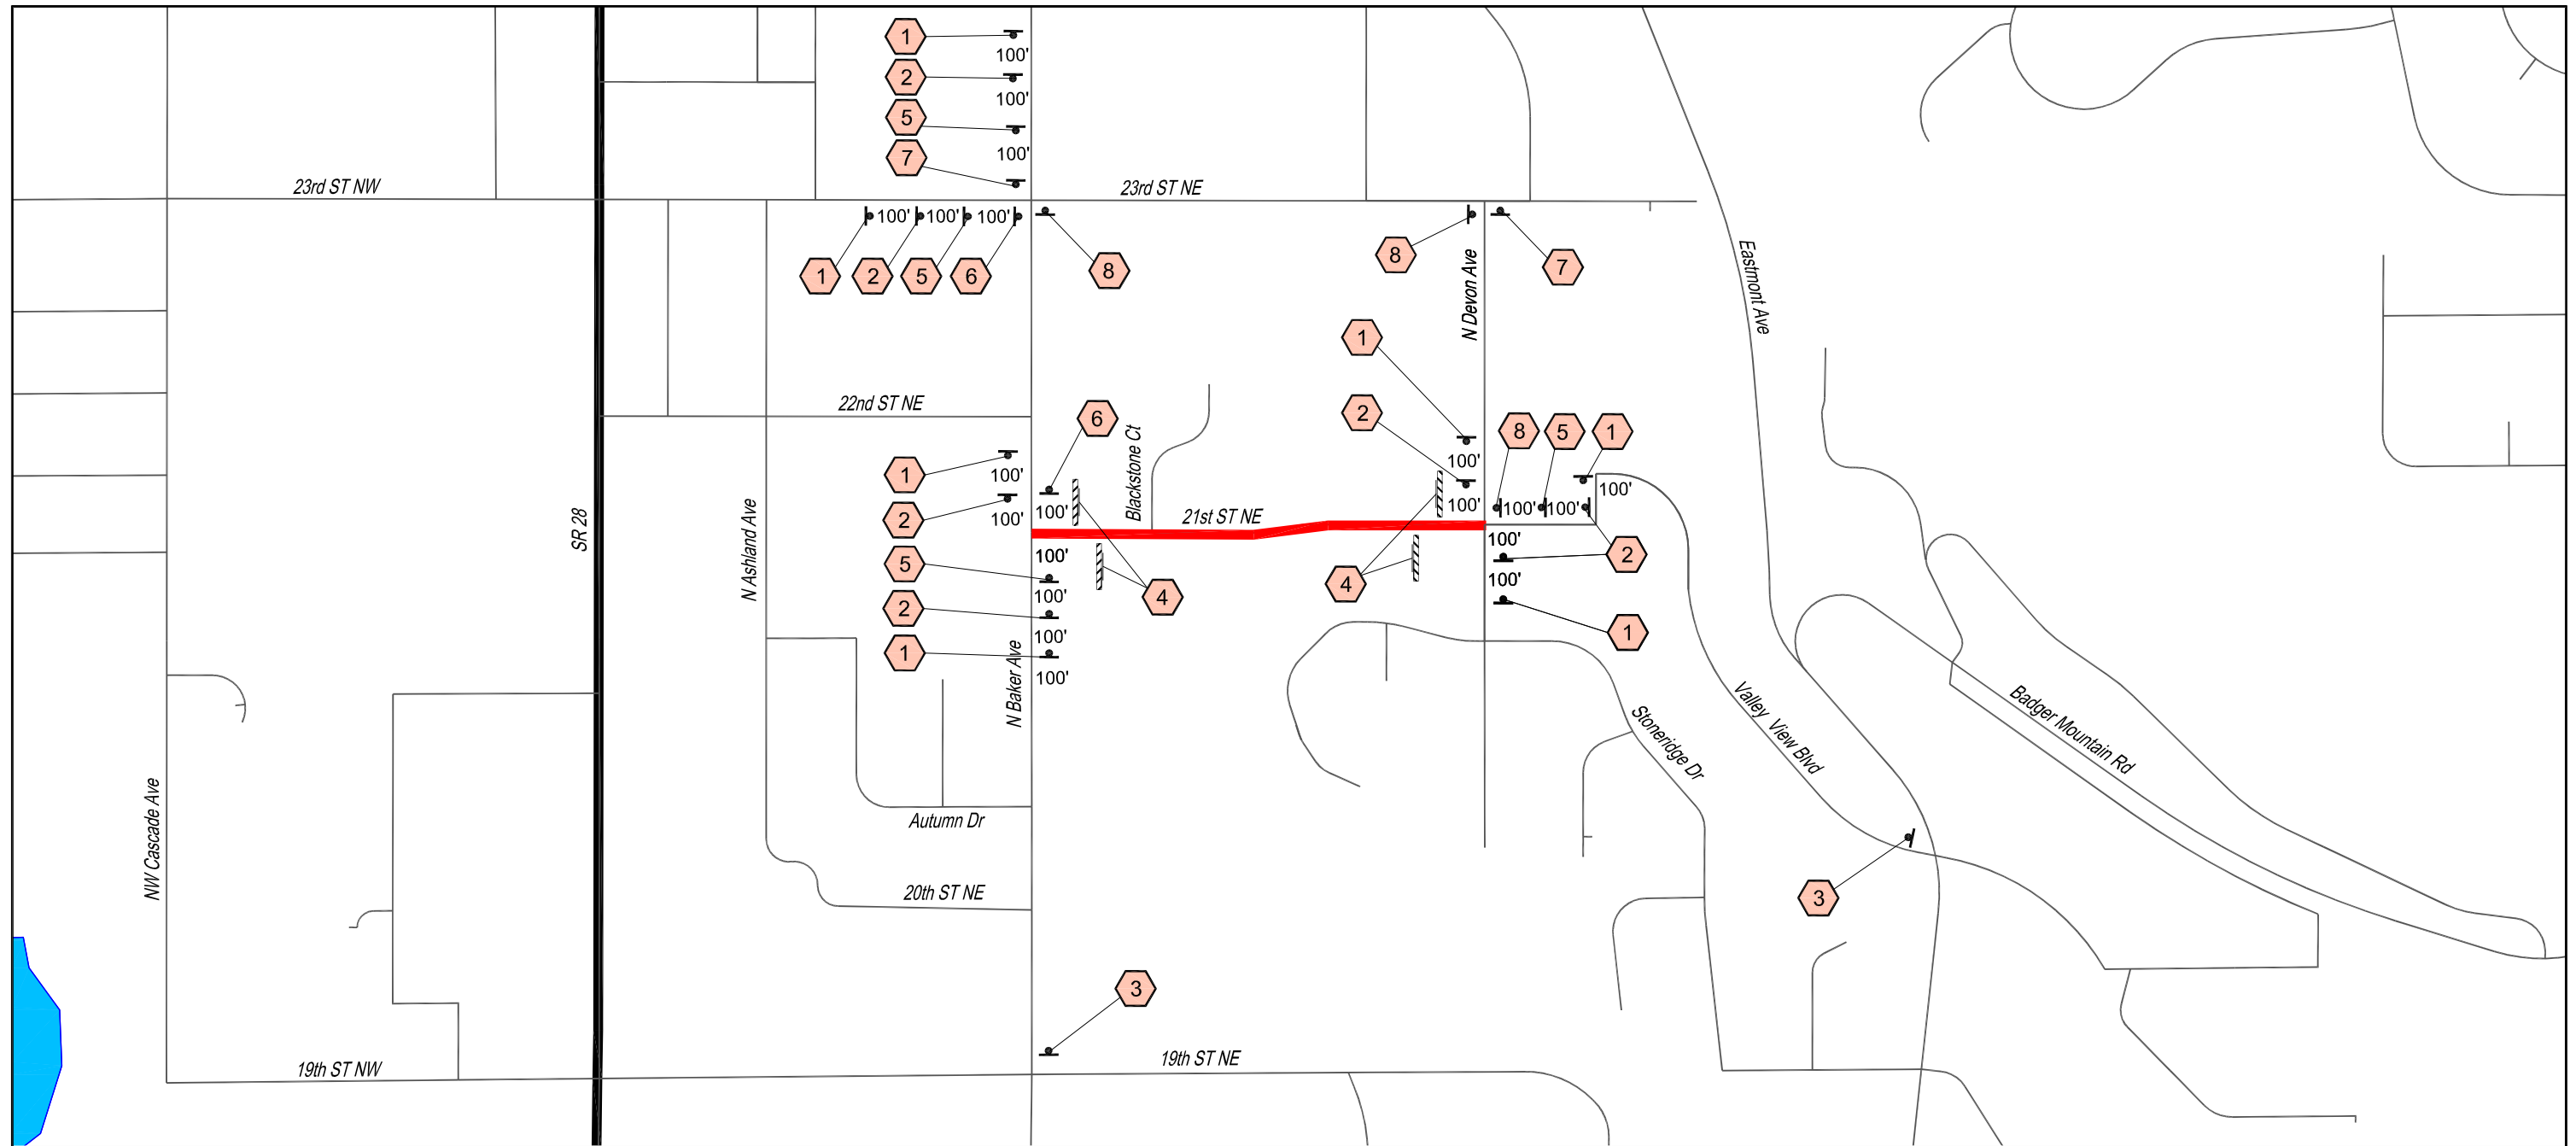 1
100'
2
100'
5
100'
7
23rd ST NW
23rd ST NE
100' 100' 100'
1 2 5 6
8
8
7
N Devon Ave
Eastmont Ave
1
22nd ST NE
2
6
8 5 1
Blackstone Ct
100'
1
100'
100'
100'
2
100'
100'
100'
100' 100'
21st ST NE
SR 28
N Ashland Ave
100'
100'
2
5
4
4
100'
100'
2
100'
1
1
100'
N Baker Ave
Valley View Blvd
Stoneridge Dr
Badger Mountain Rd
NW Cascade Ave
Autumn Dr
20th ST NE
3
3
19th ST NW
19th ST NE